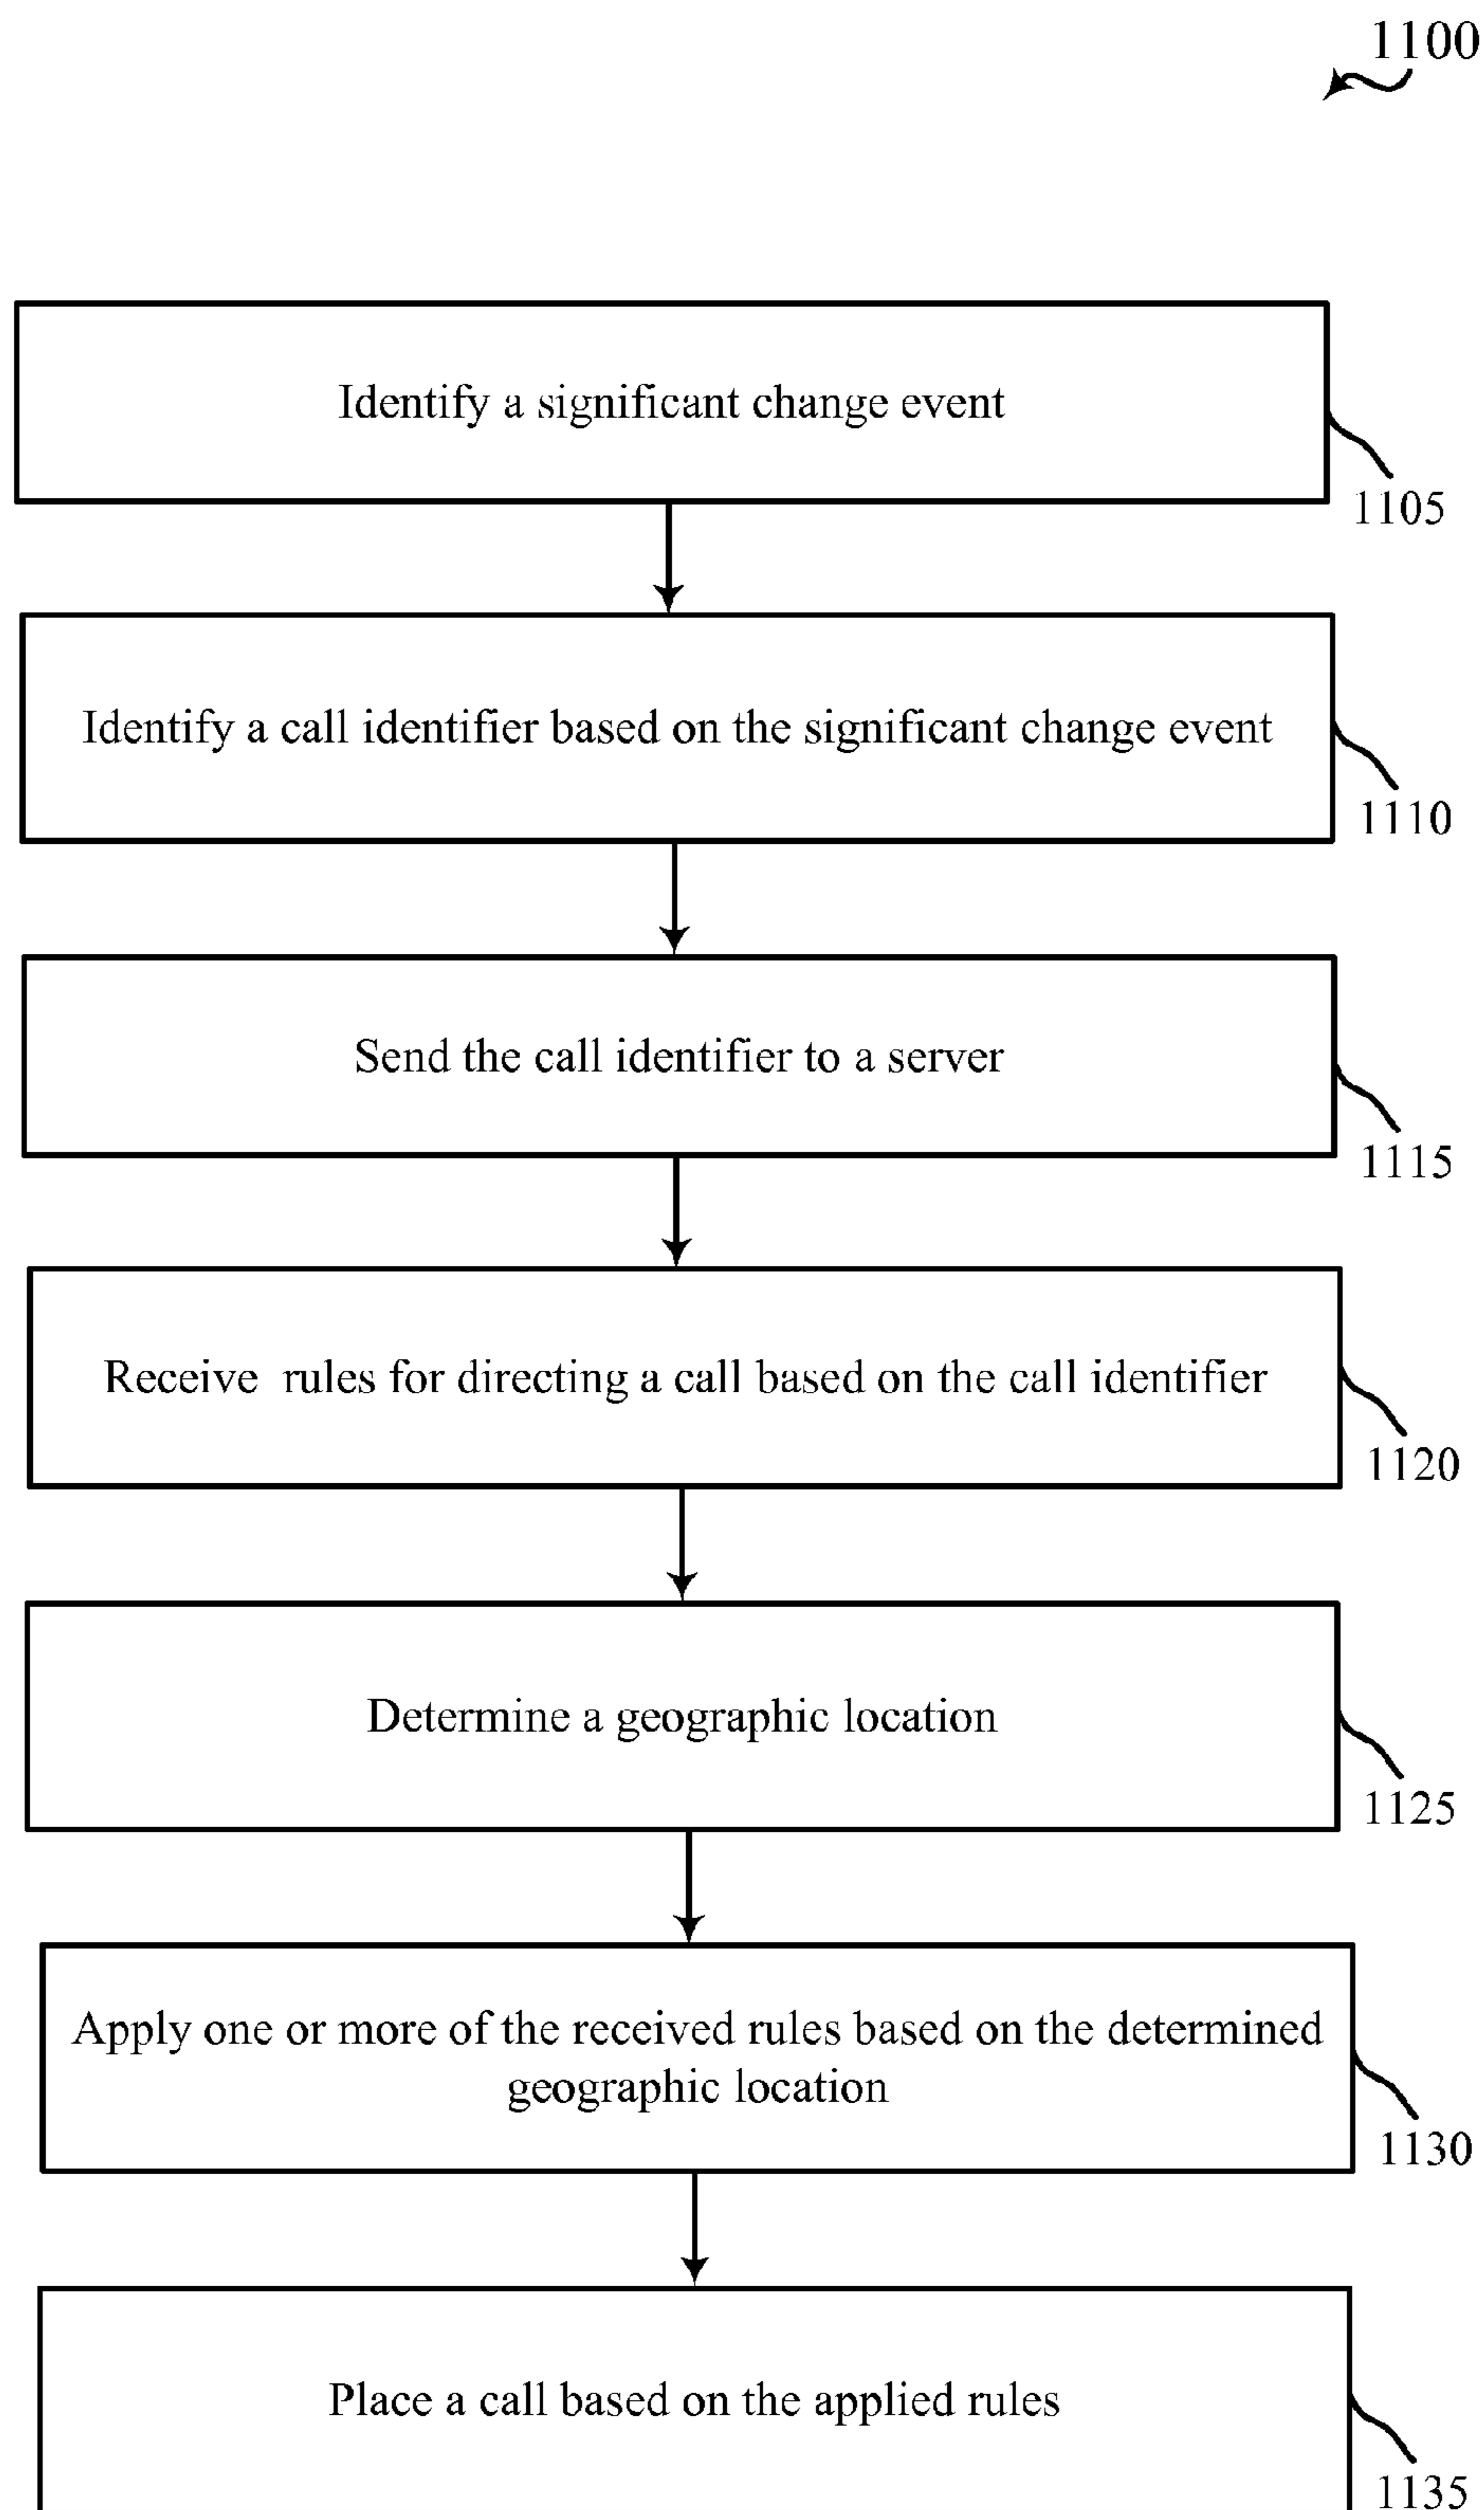 1100
Identify a significant change event
1105
Identify a call identifier based on the significant change event
1110
Send the call identifier to a server
1115
Receive rules for directing a call based on the call identifier
1120
Determine a geographic location
1125
Apply one or more of the received rules based on the determined
geographic location
1130
Place a call based on the applied rules
1135